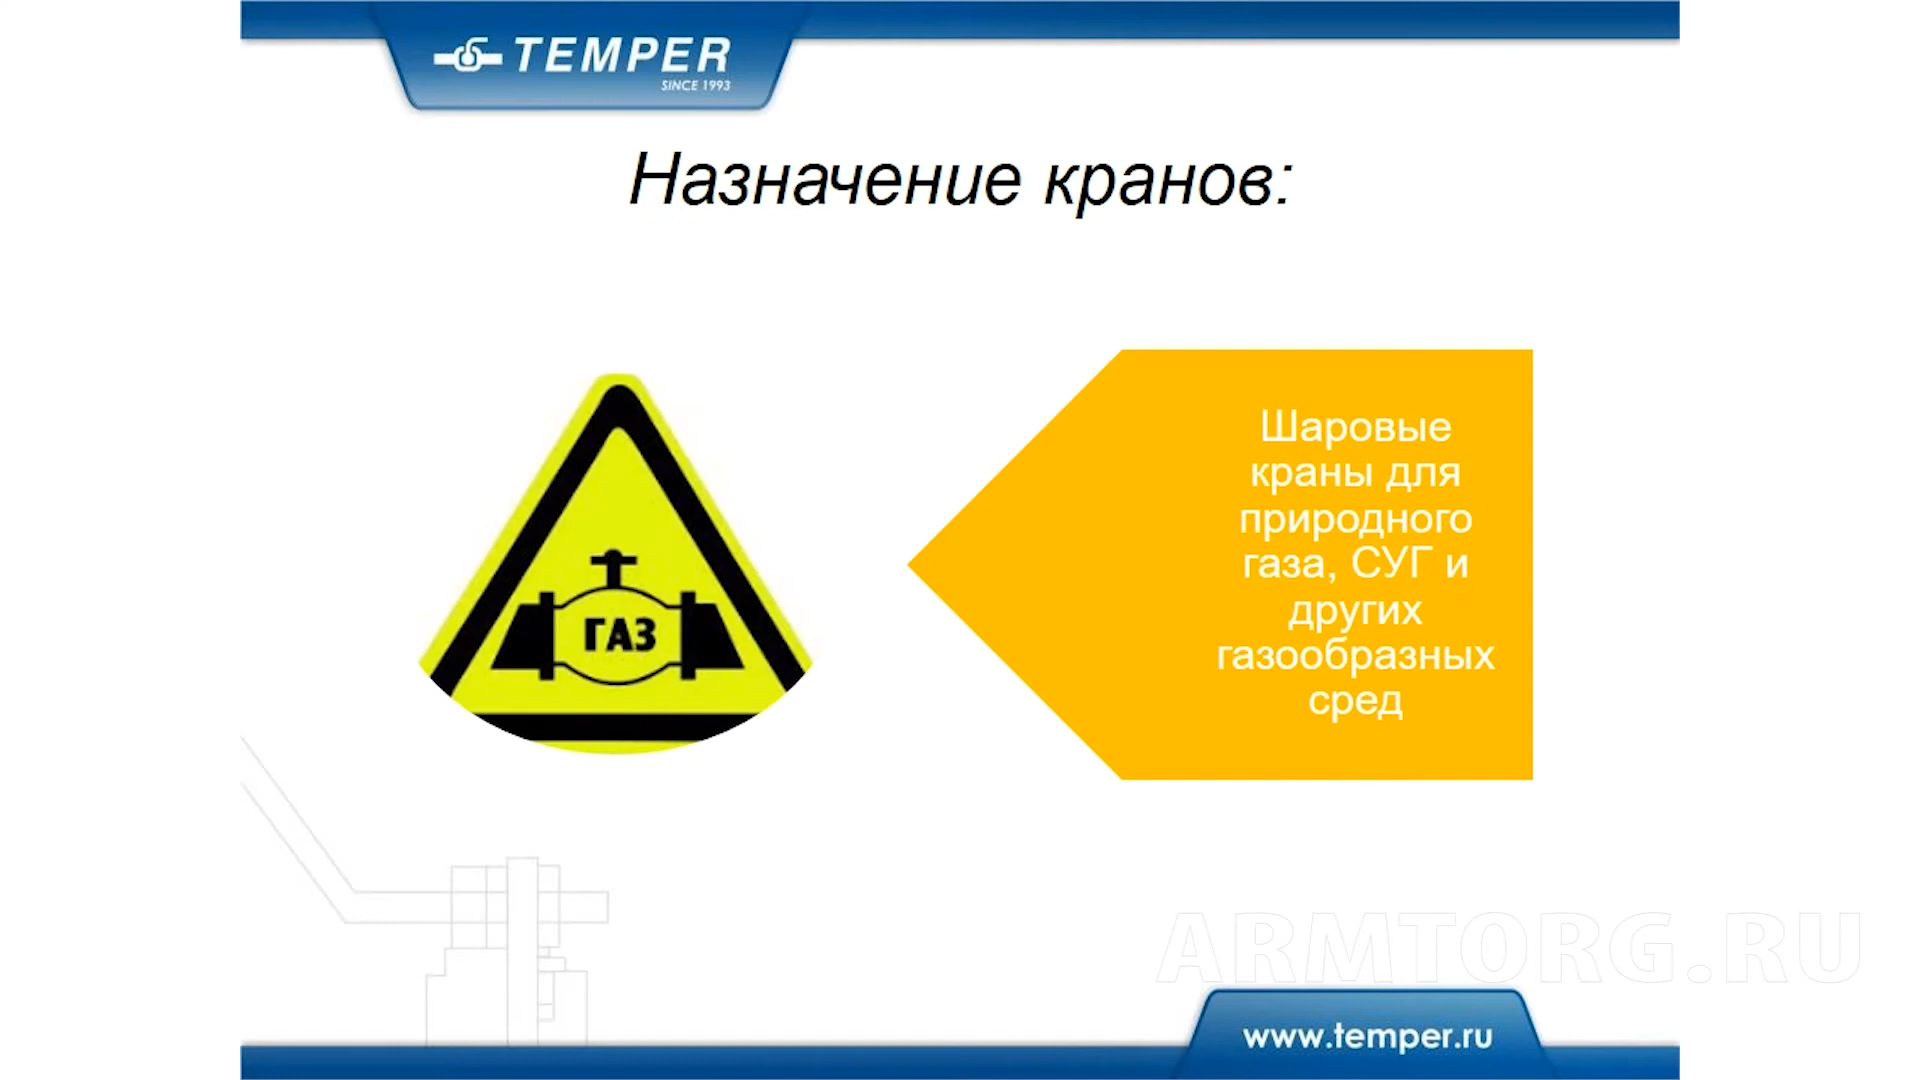 TEMPER
SINCE 1993
Назначение кранов:
ГАЗ
Шаровые
краны для
природного
газа, СУГ и
других
газообразных
сред
ARMTORG.RU
www.temper.ru